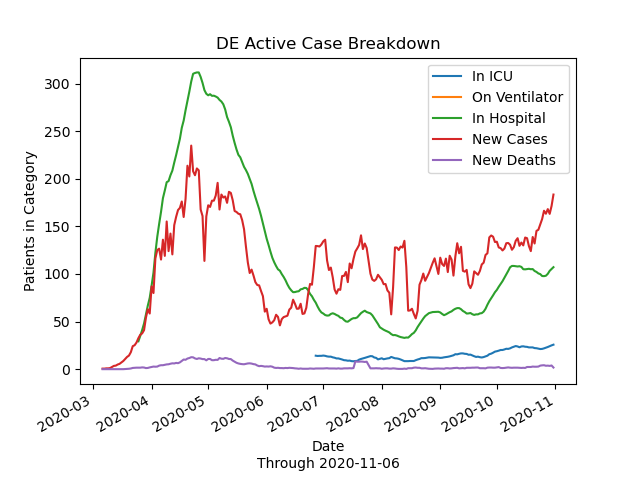 DE Active Case Breakdown
In ICU
On Ventilator
In Hospital
New Cases
New Deaths
Patients in Category
300
250
200
150
100
50
0
2020-03
2020-04
2020-05
2020-06
2020-07
2020-08
2020-09
2020-10
2020-11
Date
Through 2020-11-06